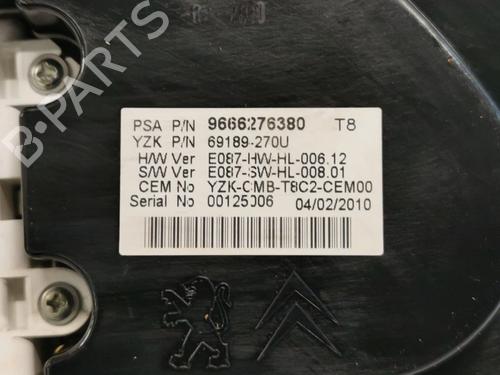 PSA P/N 9666276380 T8
YZK P/N 69189-270U
H/W Ver E087-HW-HL-006.12
S/W Ver E087-SW-HL-008.01
CEM No YZK-CMB-T8C2-CEM00
Serial No 00125006 04/02/2010